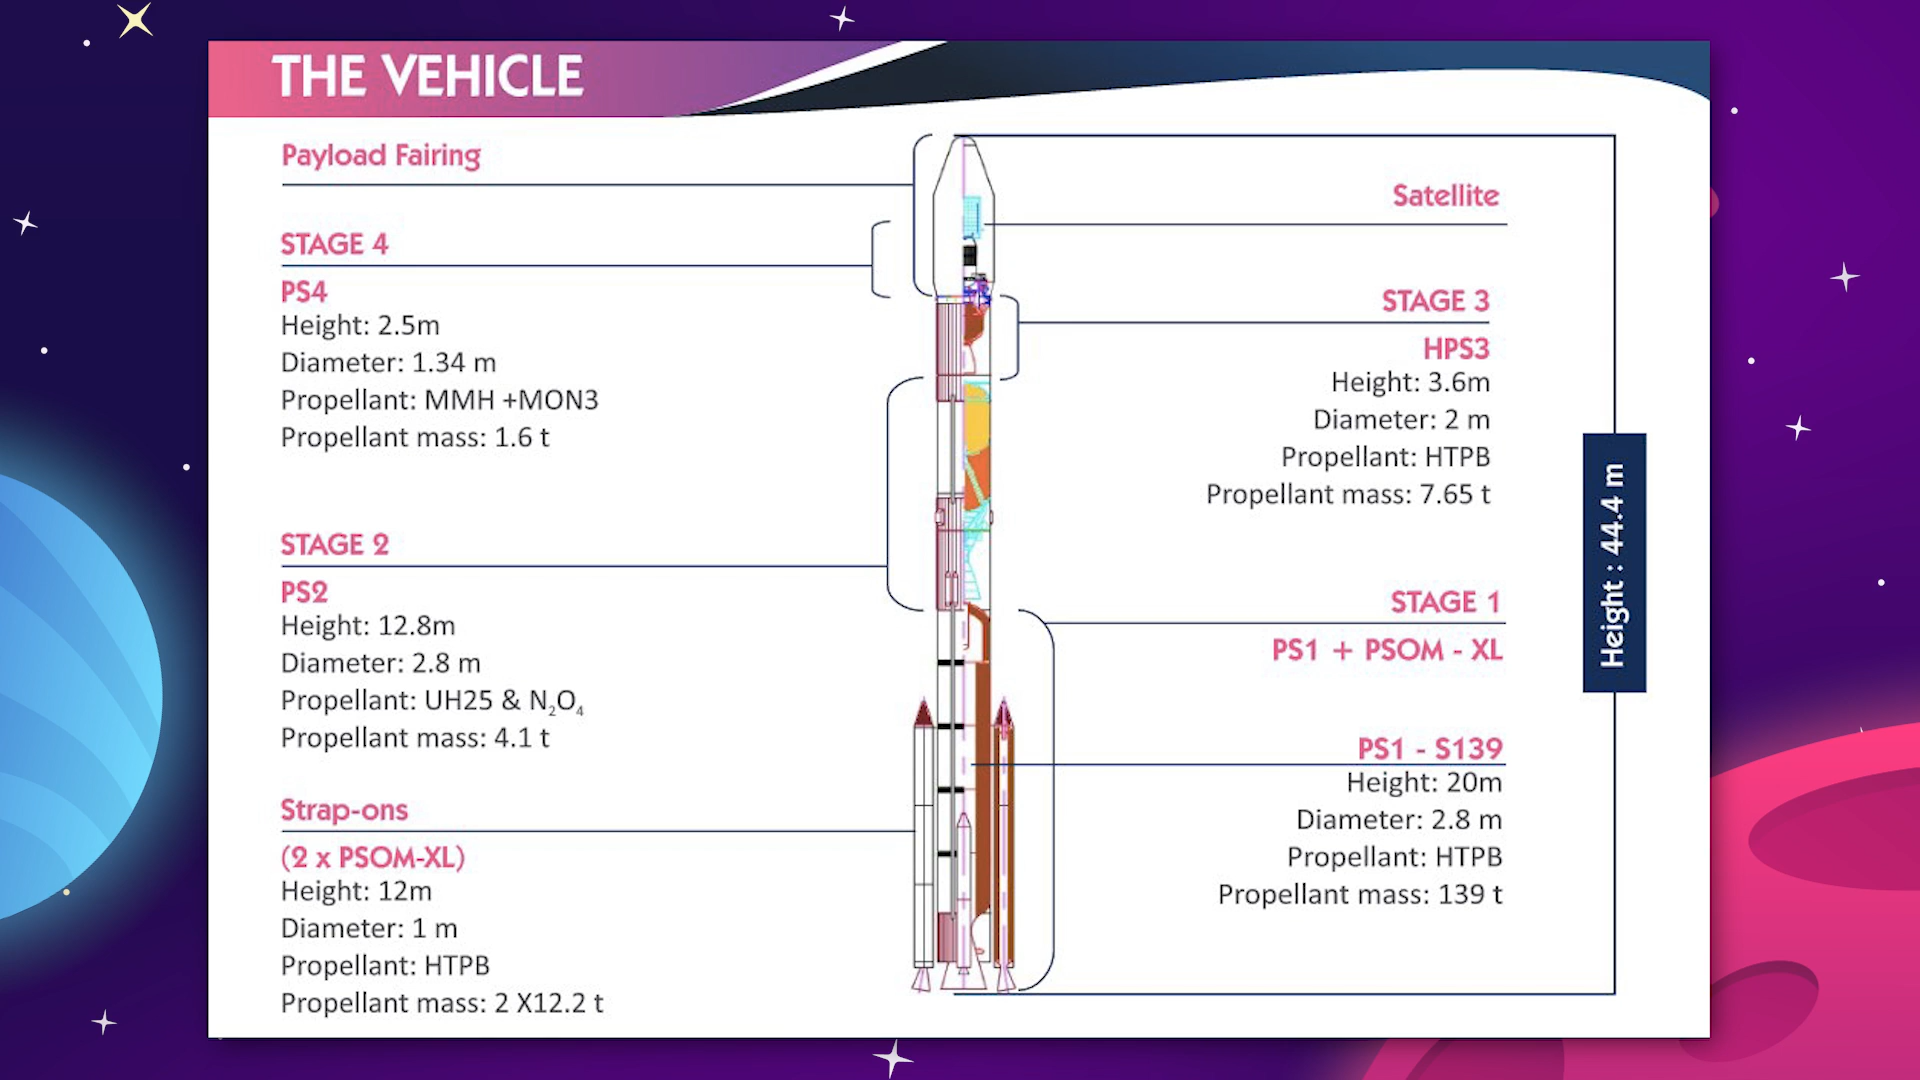 THE VEHICLE
Payload Fairing
STAGE 4
PS4
Height: 2.5m
Diameter: 1.34 m
Propellant: MMH +MON3
Propellant mass: 1.6 t
STAGE 2
PS2
Height: 12.8m
Diameter: 2.8 m
Propellant: UH25 & N₂O₄
Propellant mass: 4.1 t
Strap-ons
(2 x PSOM-XL)
Height: 12m
Diameter: 1 m
Propellant: HTPB
Propellant mass: 2 X12.2 t
Satellite
STAGE 3
HPS3
Height: 3.6m
Diameter: 2 m
Propellant: HTPB
Propellant mass: 7.65 t
STAGE 1
PS1 + PSOM - XL
PS1 - S139
Height: 20m
Diameter: 2.8 m
Propellant: HTPB
Propellant mass: 139 t
Height : 44.4 m